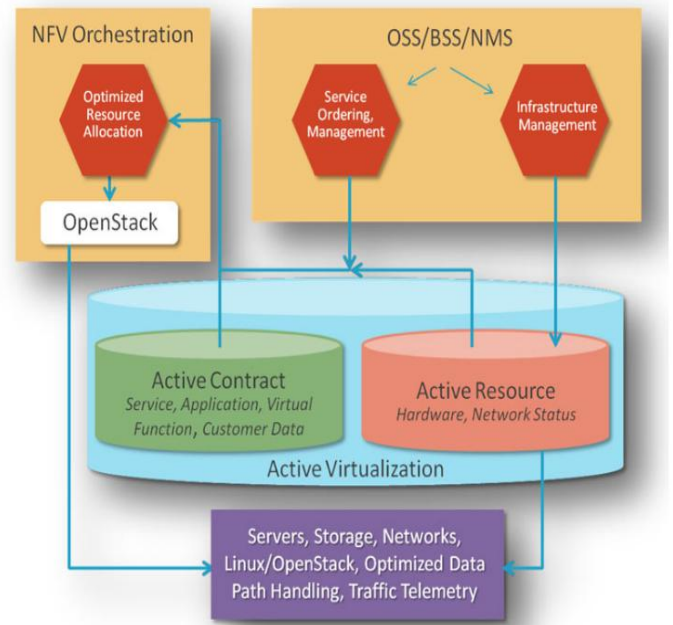 NFV Orchestration
Optimized
Resource
Allocation
OpenStack
OSS/BSS/NMS
Service
Ordering,
Management
Infrastructure
Management
Active Contract
Service, Application, Virtual
Function, Customer Data
Active Resource
Hardware, Network Status
Active Virtualization
Servers, Storage, Networks,
Linux/OpenStack, Optimized Data
Path Handling, Traffic Telemetry